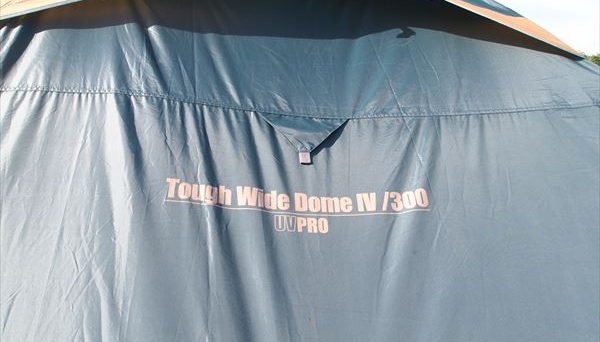 Tough Wide Dome IV /300
UVPRO